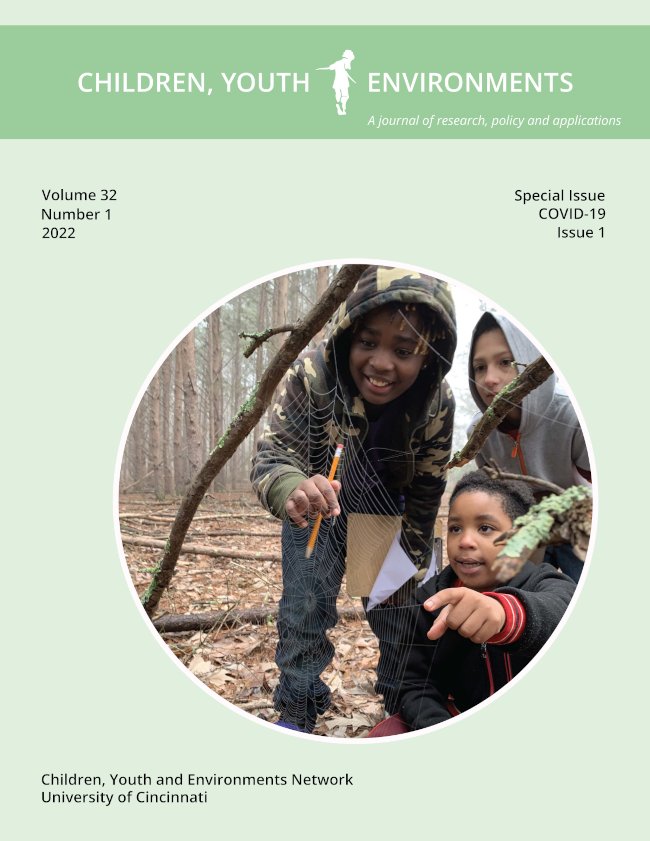 CHILDREN, YOUTH ENVIRONMENTS
A journal of research, policy and applications
Volume 32
Number 1
2022
Special Issue
COVID-19
Issue 1
Children, Youth and Environments Network
University of Cincinnati